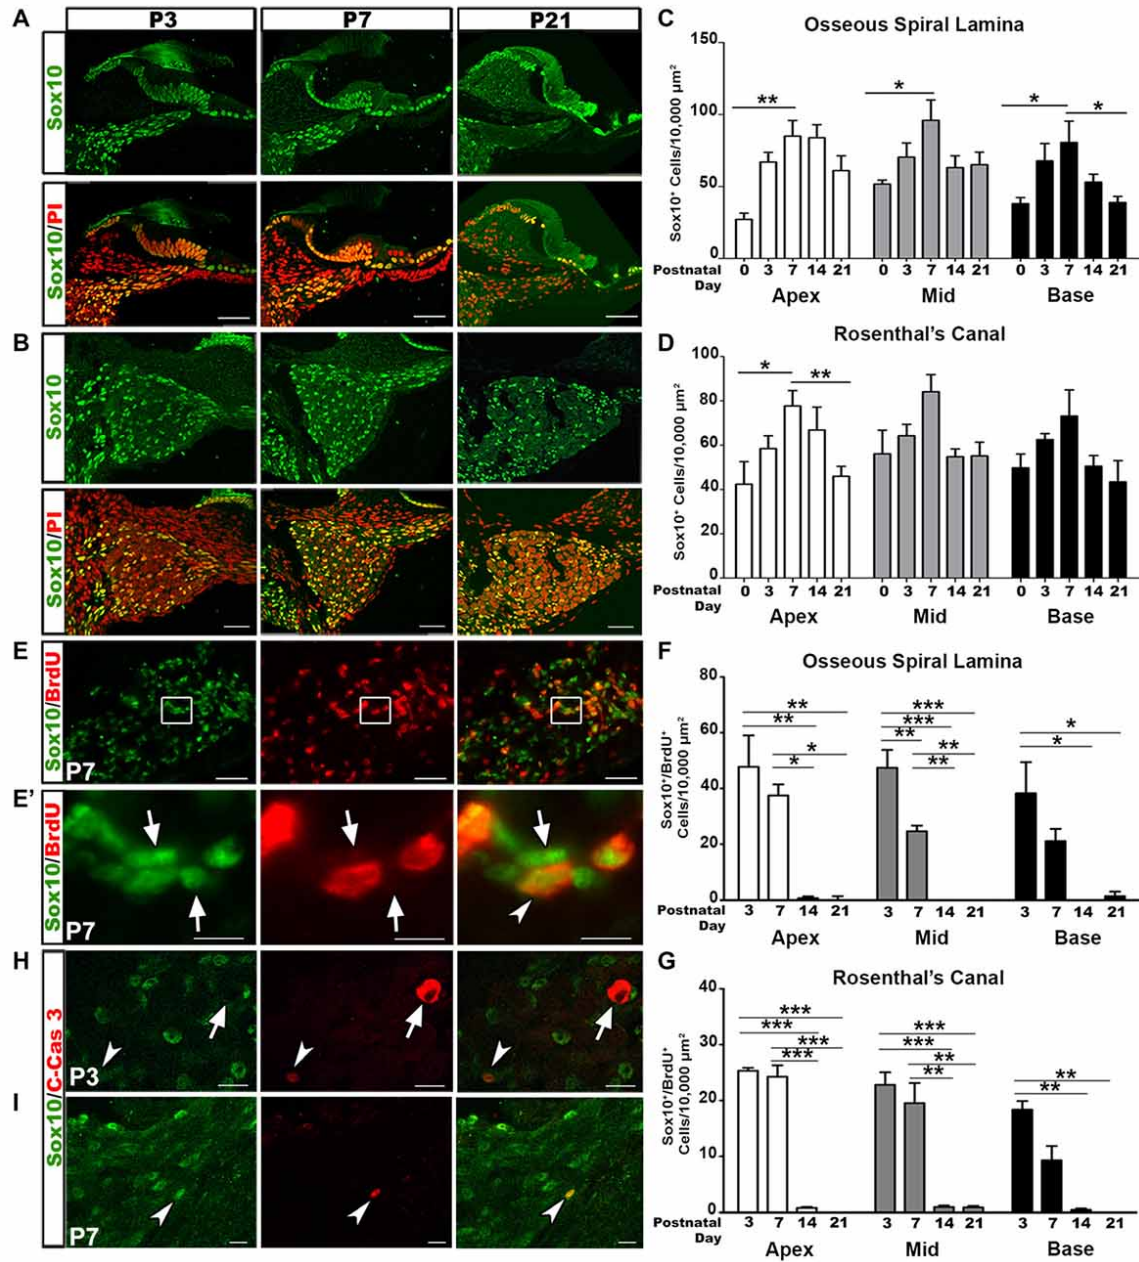 A P3 P7 P21
Sox10
Sox10/PI
B
Sox10
Sox10/PI
E
Sox10/BrdU
P7
E’
Sox10/BrdU
P7
H
Sox10/C-Cas 3
P3
I
P7
C Osseous Spiral Lamina
Sox10⁺ Cells/10,000 µm²
150
100
50
0
** * * *
Postnatal Day
0 3 7 14 21 0 3 7 14 21 0 3 7 14 21
Apex Mid Base
D Rosenthal's Canal
Sox10⁺ Cells/10,000 µm²
100
80
60
40
20
0
* **
Postnatal Day
0 3 7 14 21 0 3 7 14 21 0 3 7 14 21
Apex Mid Base
F Osseous Spiral Lamina
Sox10⁺/BrdU⁺
Cells/10,000 µm²
80
60
40
20
0
** *** *
** *** *
* ** **
* **
Postnatal Day
3 7 14 21 3 7 14 21 3 7 14 21
Apex Mid Base
G Rosenthal's Canal
Sox10⁺/BrdU⁺
Cells/10,000 µm²
40
30
20
10
0
*** *** **
*** *** **
*** **
*** **
Postnatal Day
3 7 14 21 3 7 14 21 3 7 14 21
Apex Mid Base